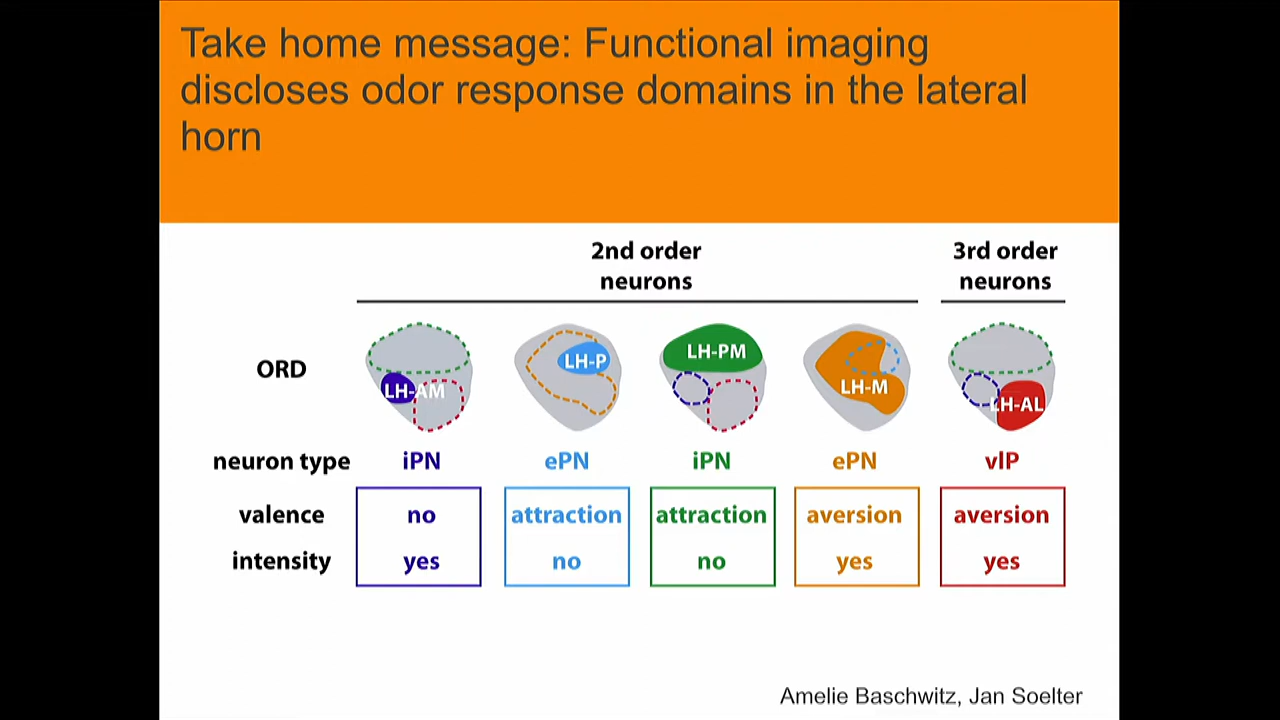 Take home message: Functional imaging
discloses odor response domains in the lateral
horn
2nd order
neurons
3rd order
neurons
ORD
LH-AM
LH-P
LH-PM
LH-M
LH-AL
neuron type
iPN
ePN
iPN
ePN
vlP
valence
no
attraction
attraction
aversion
aversion
intensity
yes
no
no
yes
yes
Amelie Baschwitz, Jan Soelter